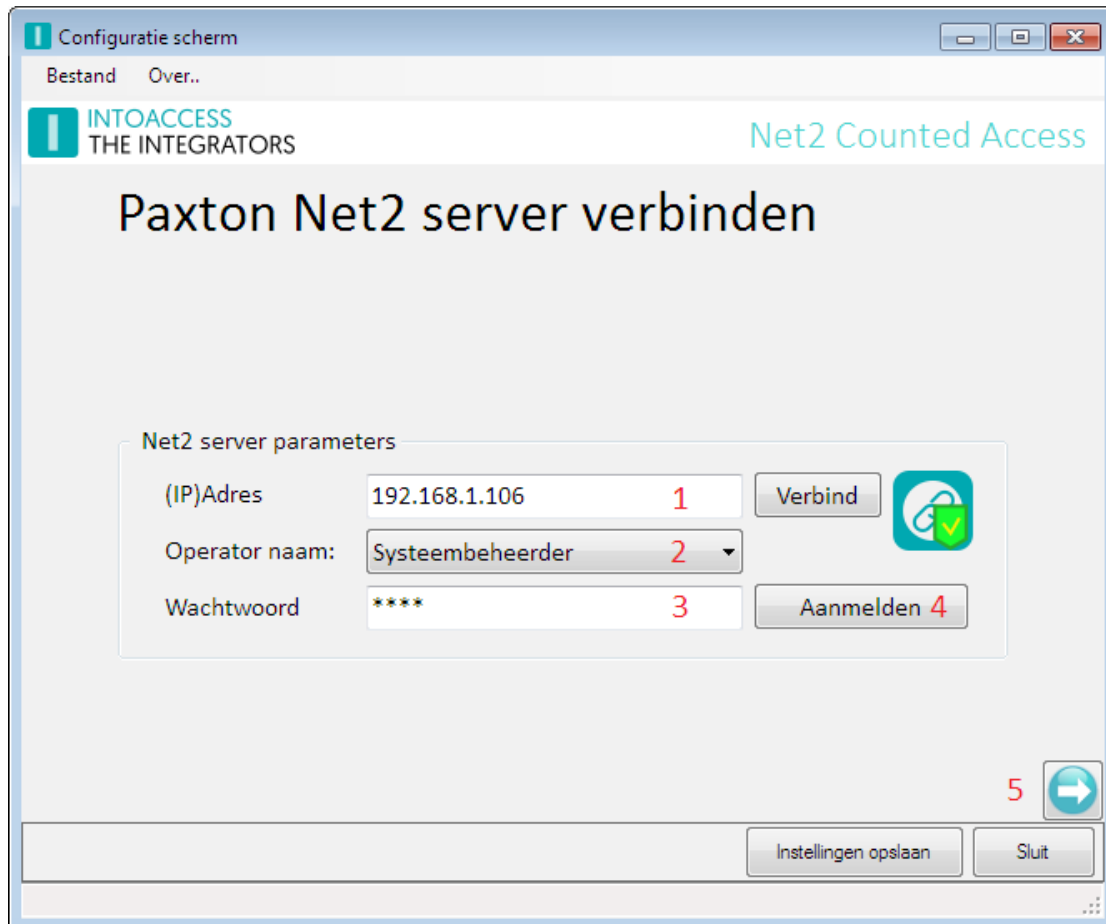 Configuratie scherm
Bestand Over..
INTOACCESS
THE INTEGRATORS
Net2 Counted Access
Paxton Net2 server verbinden
Net2 server parameters
(IP)Adres 192.168.1.106 1 Verbind
Operator naam: Systeembeheerder 2
Wachtwoord **** 3 Aanmelden 4
5
Instellingen opslaan Sluit